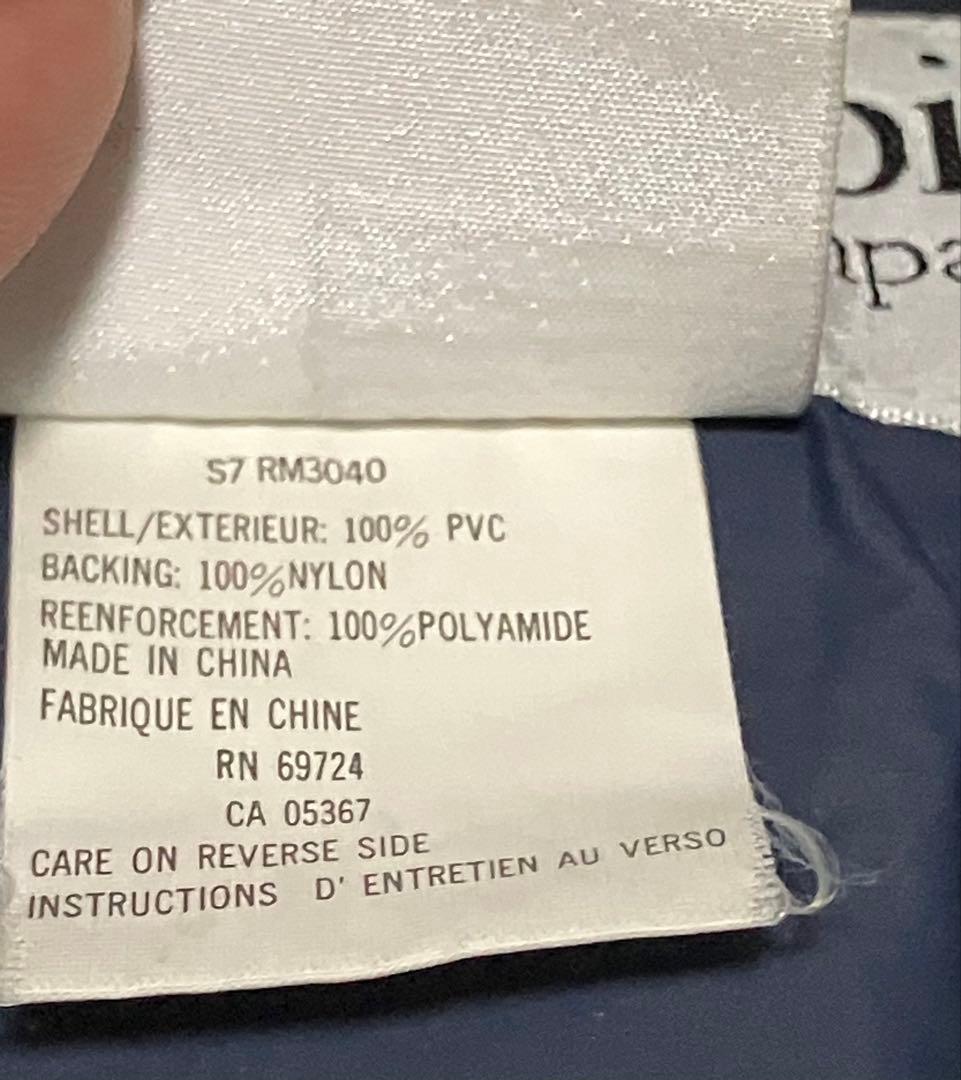 S7 RM3040
SHELL/EXTERIEUR: 100% PVC
BACKING: 100%NYLON
REENFORCEMENT: 100%POLYAMIDE
MADE IN CHINA
FABRIQUE EN CHINE
RN 69724
CA 05367
CARE ON REVERSE SIDE
INSTRUCTIONS D' ENTRETIEN AU VERSO